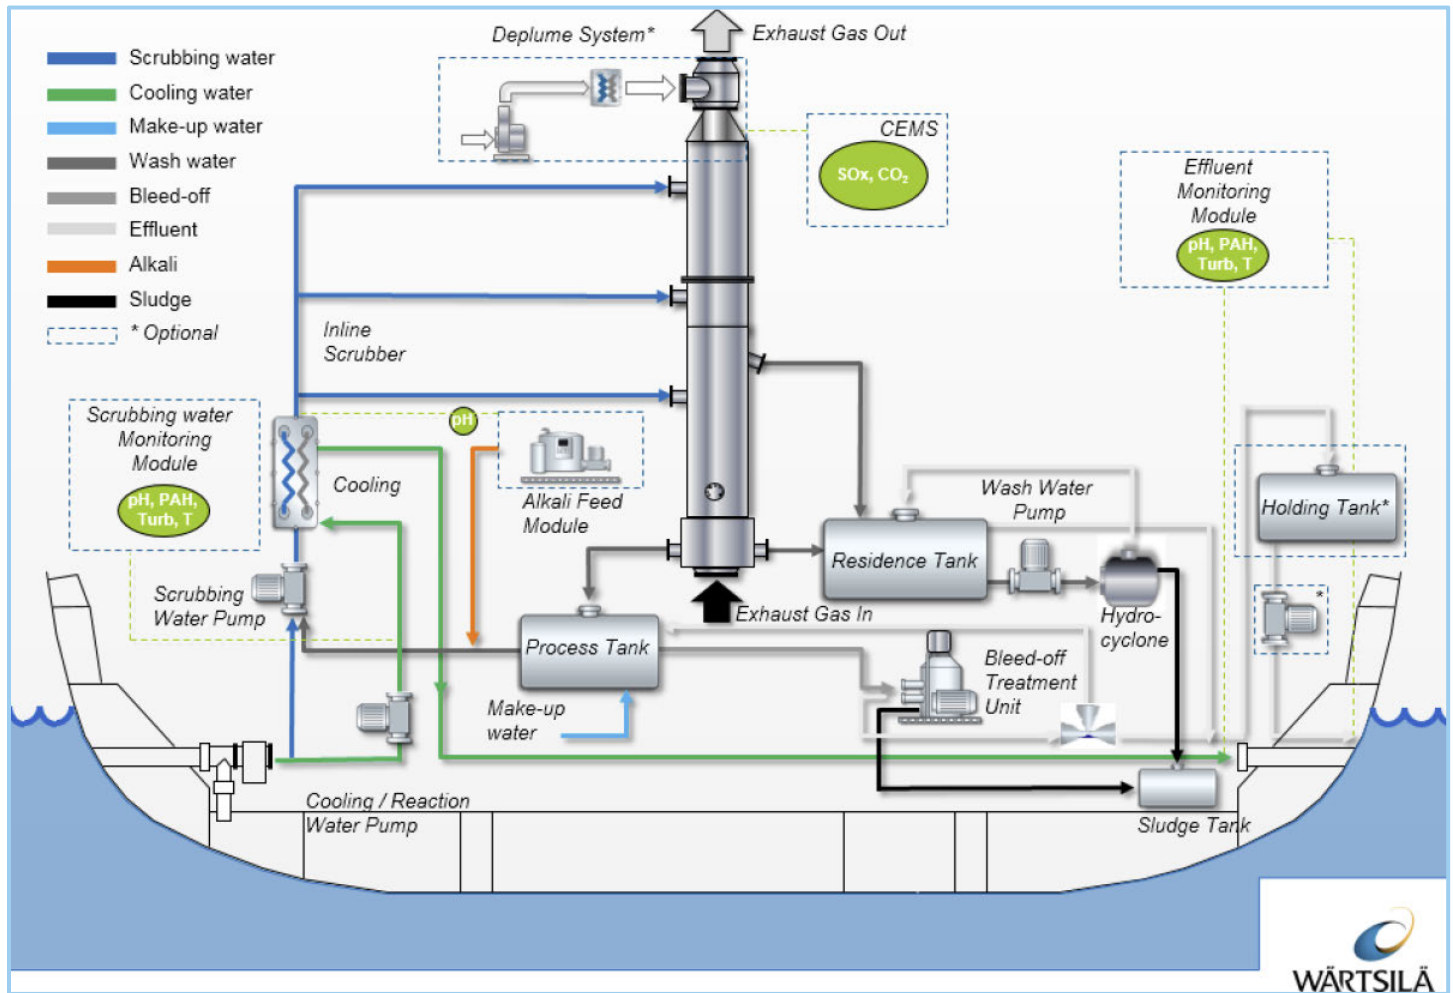 Deplume System*
Exhaust Gas Out
Scrubbing water
Cooling water
Make-up water
Wash water
Bleed-off
Effluent
Alkali
Sludge
* Optional
CEMS
SOx, CO₂
Effluent
Monitoring
Module
pH, PAH,
Turb, T
Inline
Scrubber
Scrubbing water
Monitoring
Module
pH, PAH,
Turb, T
pH
Cooling
Alkali Feed
Module
Wash Water
Pump
Holding Tank*
Residence Tank
Scrubbing
Water Pump
Exhaust Gas In
Hydro-
cyclone
*
Process Tank
Bleed-off
Treatment
Unit
Make-up
water
Cooling / Reaction
Water Pump
Sludge Tank
WÄRTSILÄ